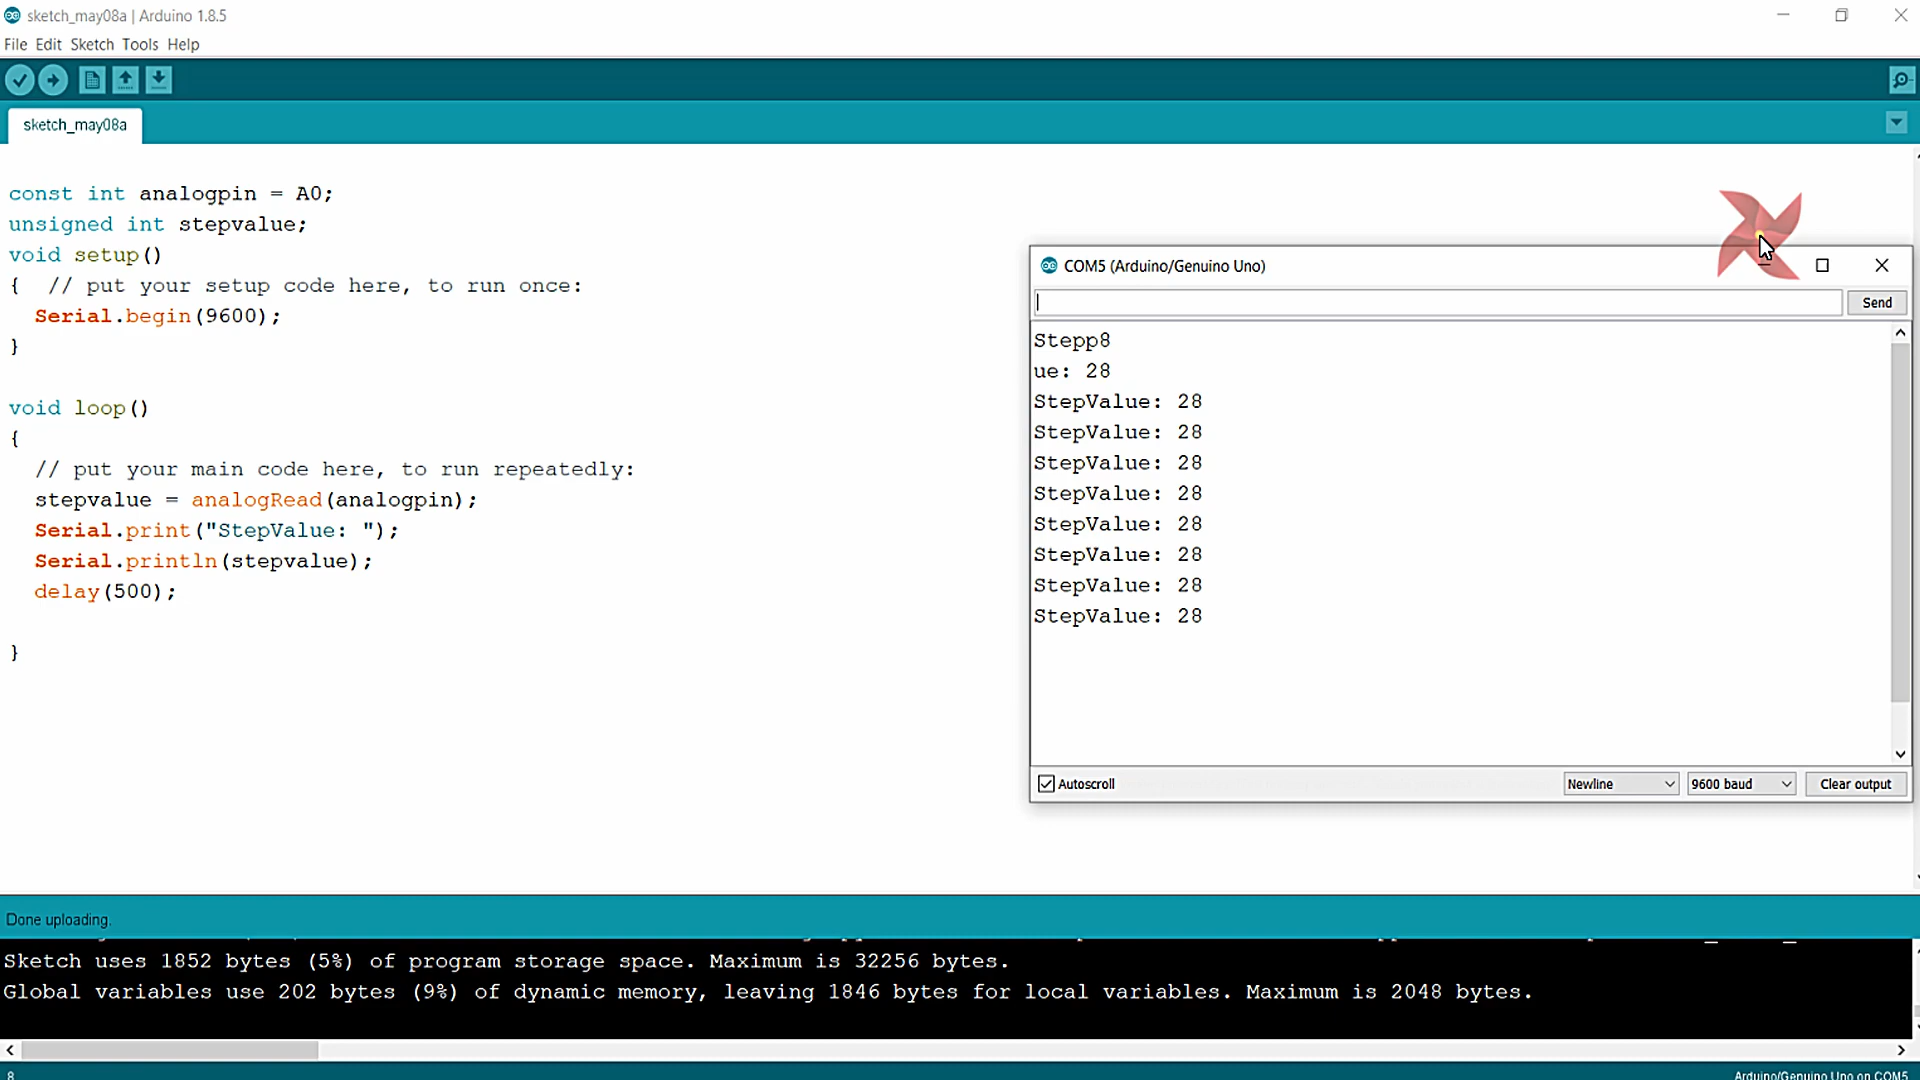 sketch_may08a | Arduino 1.8.5
File Edit Sketch Tools Help
sketch_may08a
const int analogpin = A0;
unsigned int stepvalue;
void setup()
{  // put your setup code here, to run once:
Serial.begin(9600);
}
void loop()
{
// put your main code here, to run repeatedly:
stepvalue = analogRead(analogpin);
Serial.print("StepValue: ");
Serial.println(stepvalue);
delay(500);
}
COM5 (Arduino/Genuino Uno)
Send
Stepp8
ue: 28
StepValue: 28
StepValue: 28
StepValue: 28
StepValue: 28
StepValue: 28
StepValue: 28
StepValue: 28
StepValue: 28
Autoscroll
Newline
9600 baud
Clear output
Done uploading.
Sketch uses 1852 bytes (5%) of program storage space. Maximum is 32256 bytes.
Global variables use 202 bytes (9%) of dynamic memory, leaving 1846 bytes for local variables. Maximum is 2048 bytes.
8
Arduino/Genuino Uno on COM5